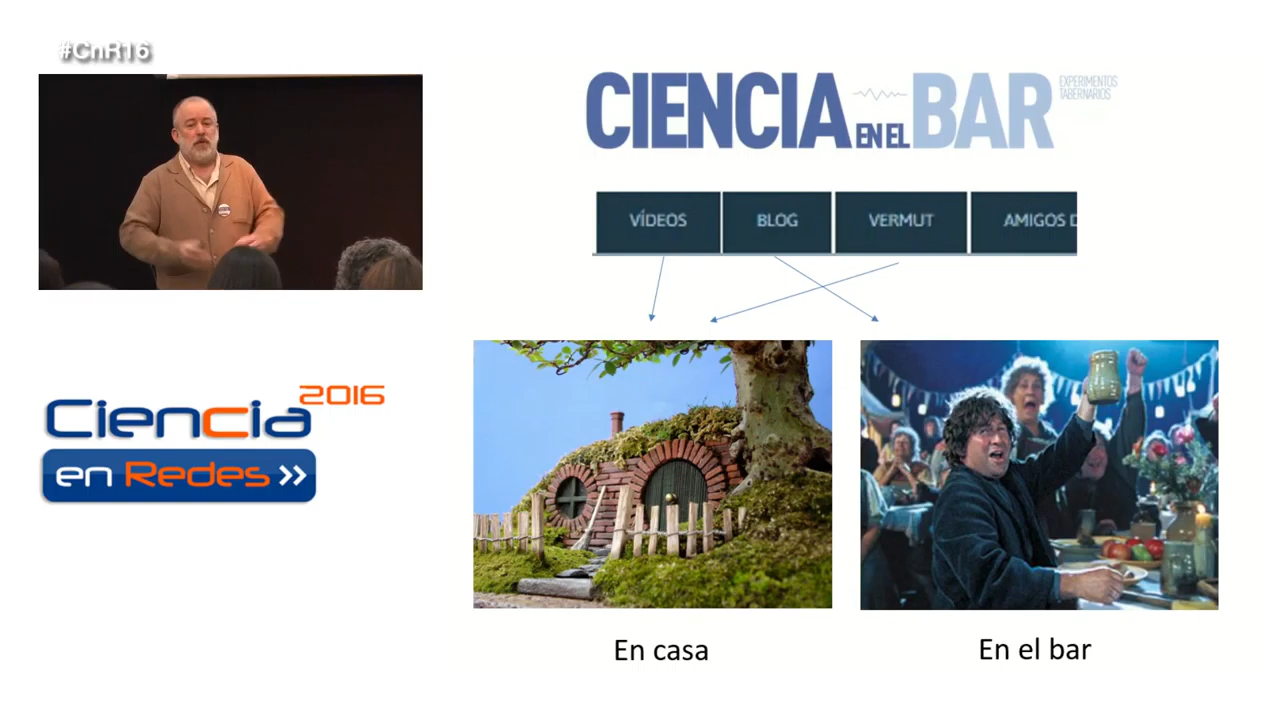 #CnR16
CIENCIA EN EL BAR
EXPERIMENTOS
TABERNARIOS
VÍDEOS
BLOG
VERMUT
AMIGOS D
2016
Ciencia
en Redes »
En casa
En el bar